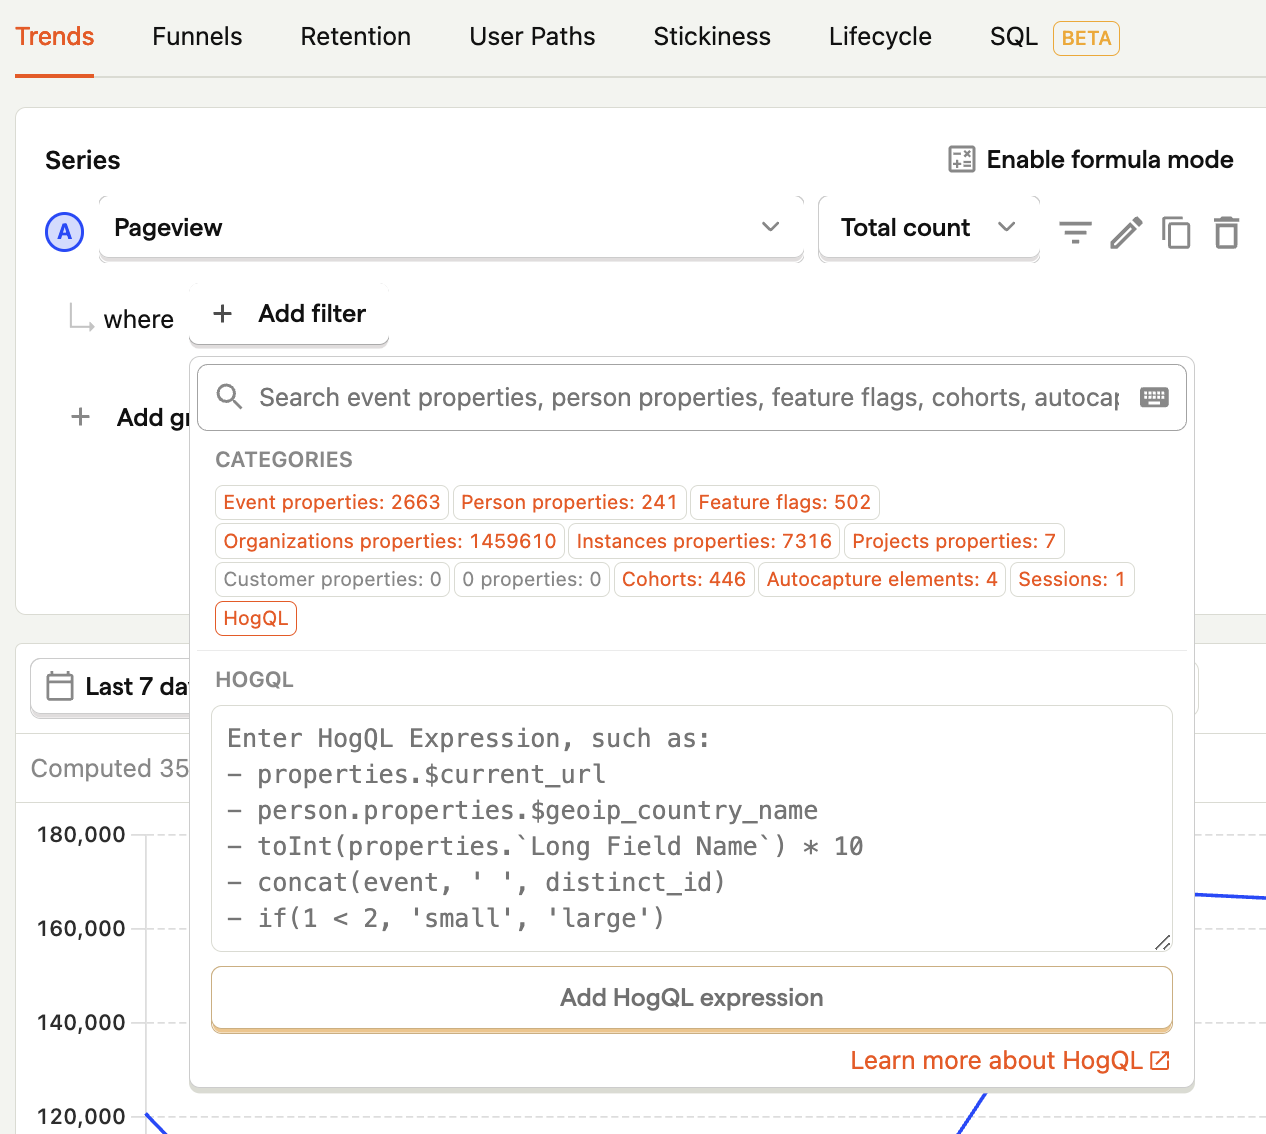 Trends Funnels Retention User Paths Stickiness Lifecycle SQL BETA
Series Enable formula mode
A Pageview Total count
where + Add filter
Search event properties, person properties, feature flags, cohorts, autocap
+ Add gr
CATEGORIES
Event properties: 2663 Person properties: 241 Feature flags: 502
Organizations properties: 1459610 Instances properties: 7316 Projects properties: 7
Customer properties: 0 0 properties: 0 Cohorts: 446 Autocapture elements: 4 Sessions: 1
HogQL
HOGQL
Last 7 da
Enter HogQL Expression, such as:
- properties.$current_url
- person.properties.$geoip_country_name
- toInt(properties.`Long Field Name`) * 10
- concat(event, ' ', distinct_id)
- if(1 < 2, 'small', 'large')
Computed 35
180,000
160,000
140,000
120,000
Add HogQL expression
Learn more about HogQL